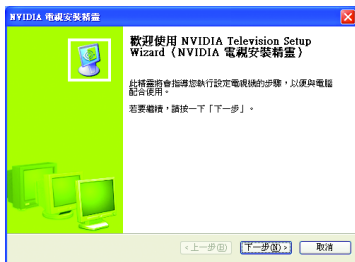 NVIDIA 電視安裝精靈
歡迎使用 NVIDIA Television Setup
Wizard（NVIDIA 電視安裝精靈）
此精靈將會指導您執行設定電視機的步驟，以便與電腦
配合使用。
若要繼續，請按一下「下一步」。
<上一步(B)
下一步(N)>
取消